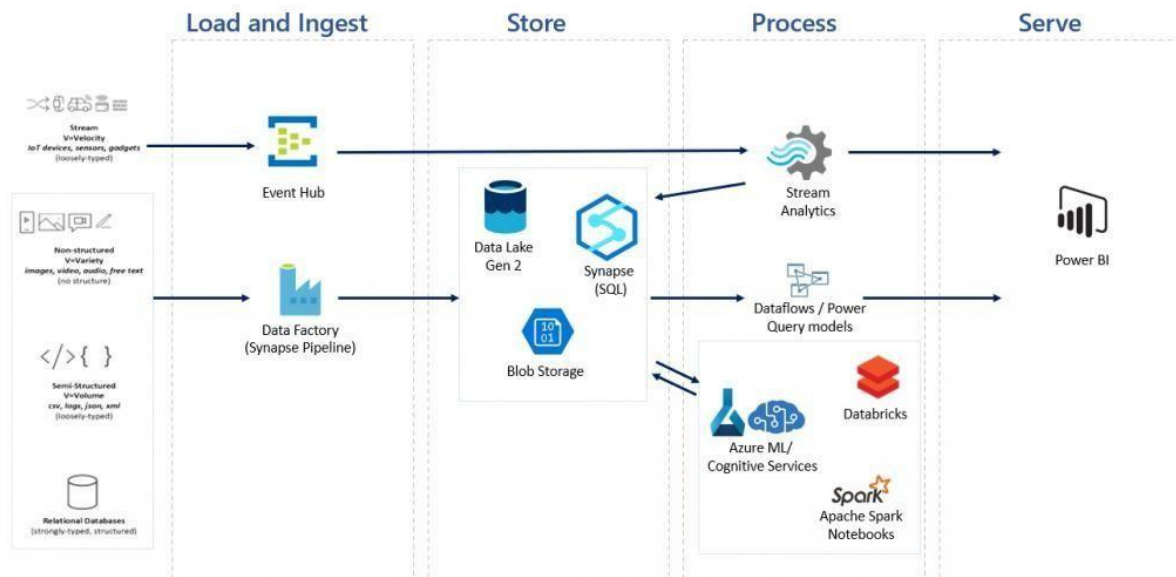 Load and Ingest
Store
Process
Serve
Stream
V=Velocity
IoT devices, sensors, gadgets
(loosely-typed)
Event Hub
Stream
Analytics
Non-structured
V=Variety
images, video, audio, free text
(no structure)
Data Lake
Gen 2
Synapse
(SQL)
Power BI
Data Factory
(Synapse Pipeline)
10
01
Blob Storage
Dataflows / Power
Query models
</>{ }
Semi-Structured
V=Volume
csv, logs, json, xml
(loosely-typed)
Databricks
Azure ML/
Cognitive Services
Relational Databases
(strongly-typed, structured)
Spark
Apache Spark
Notebooks